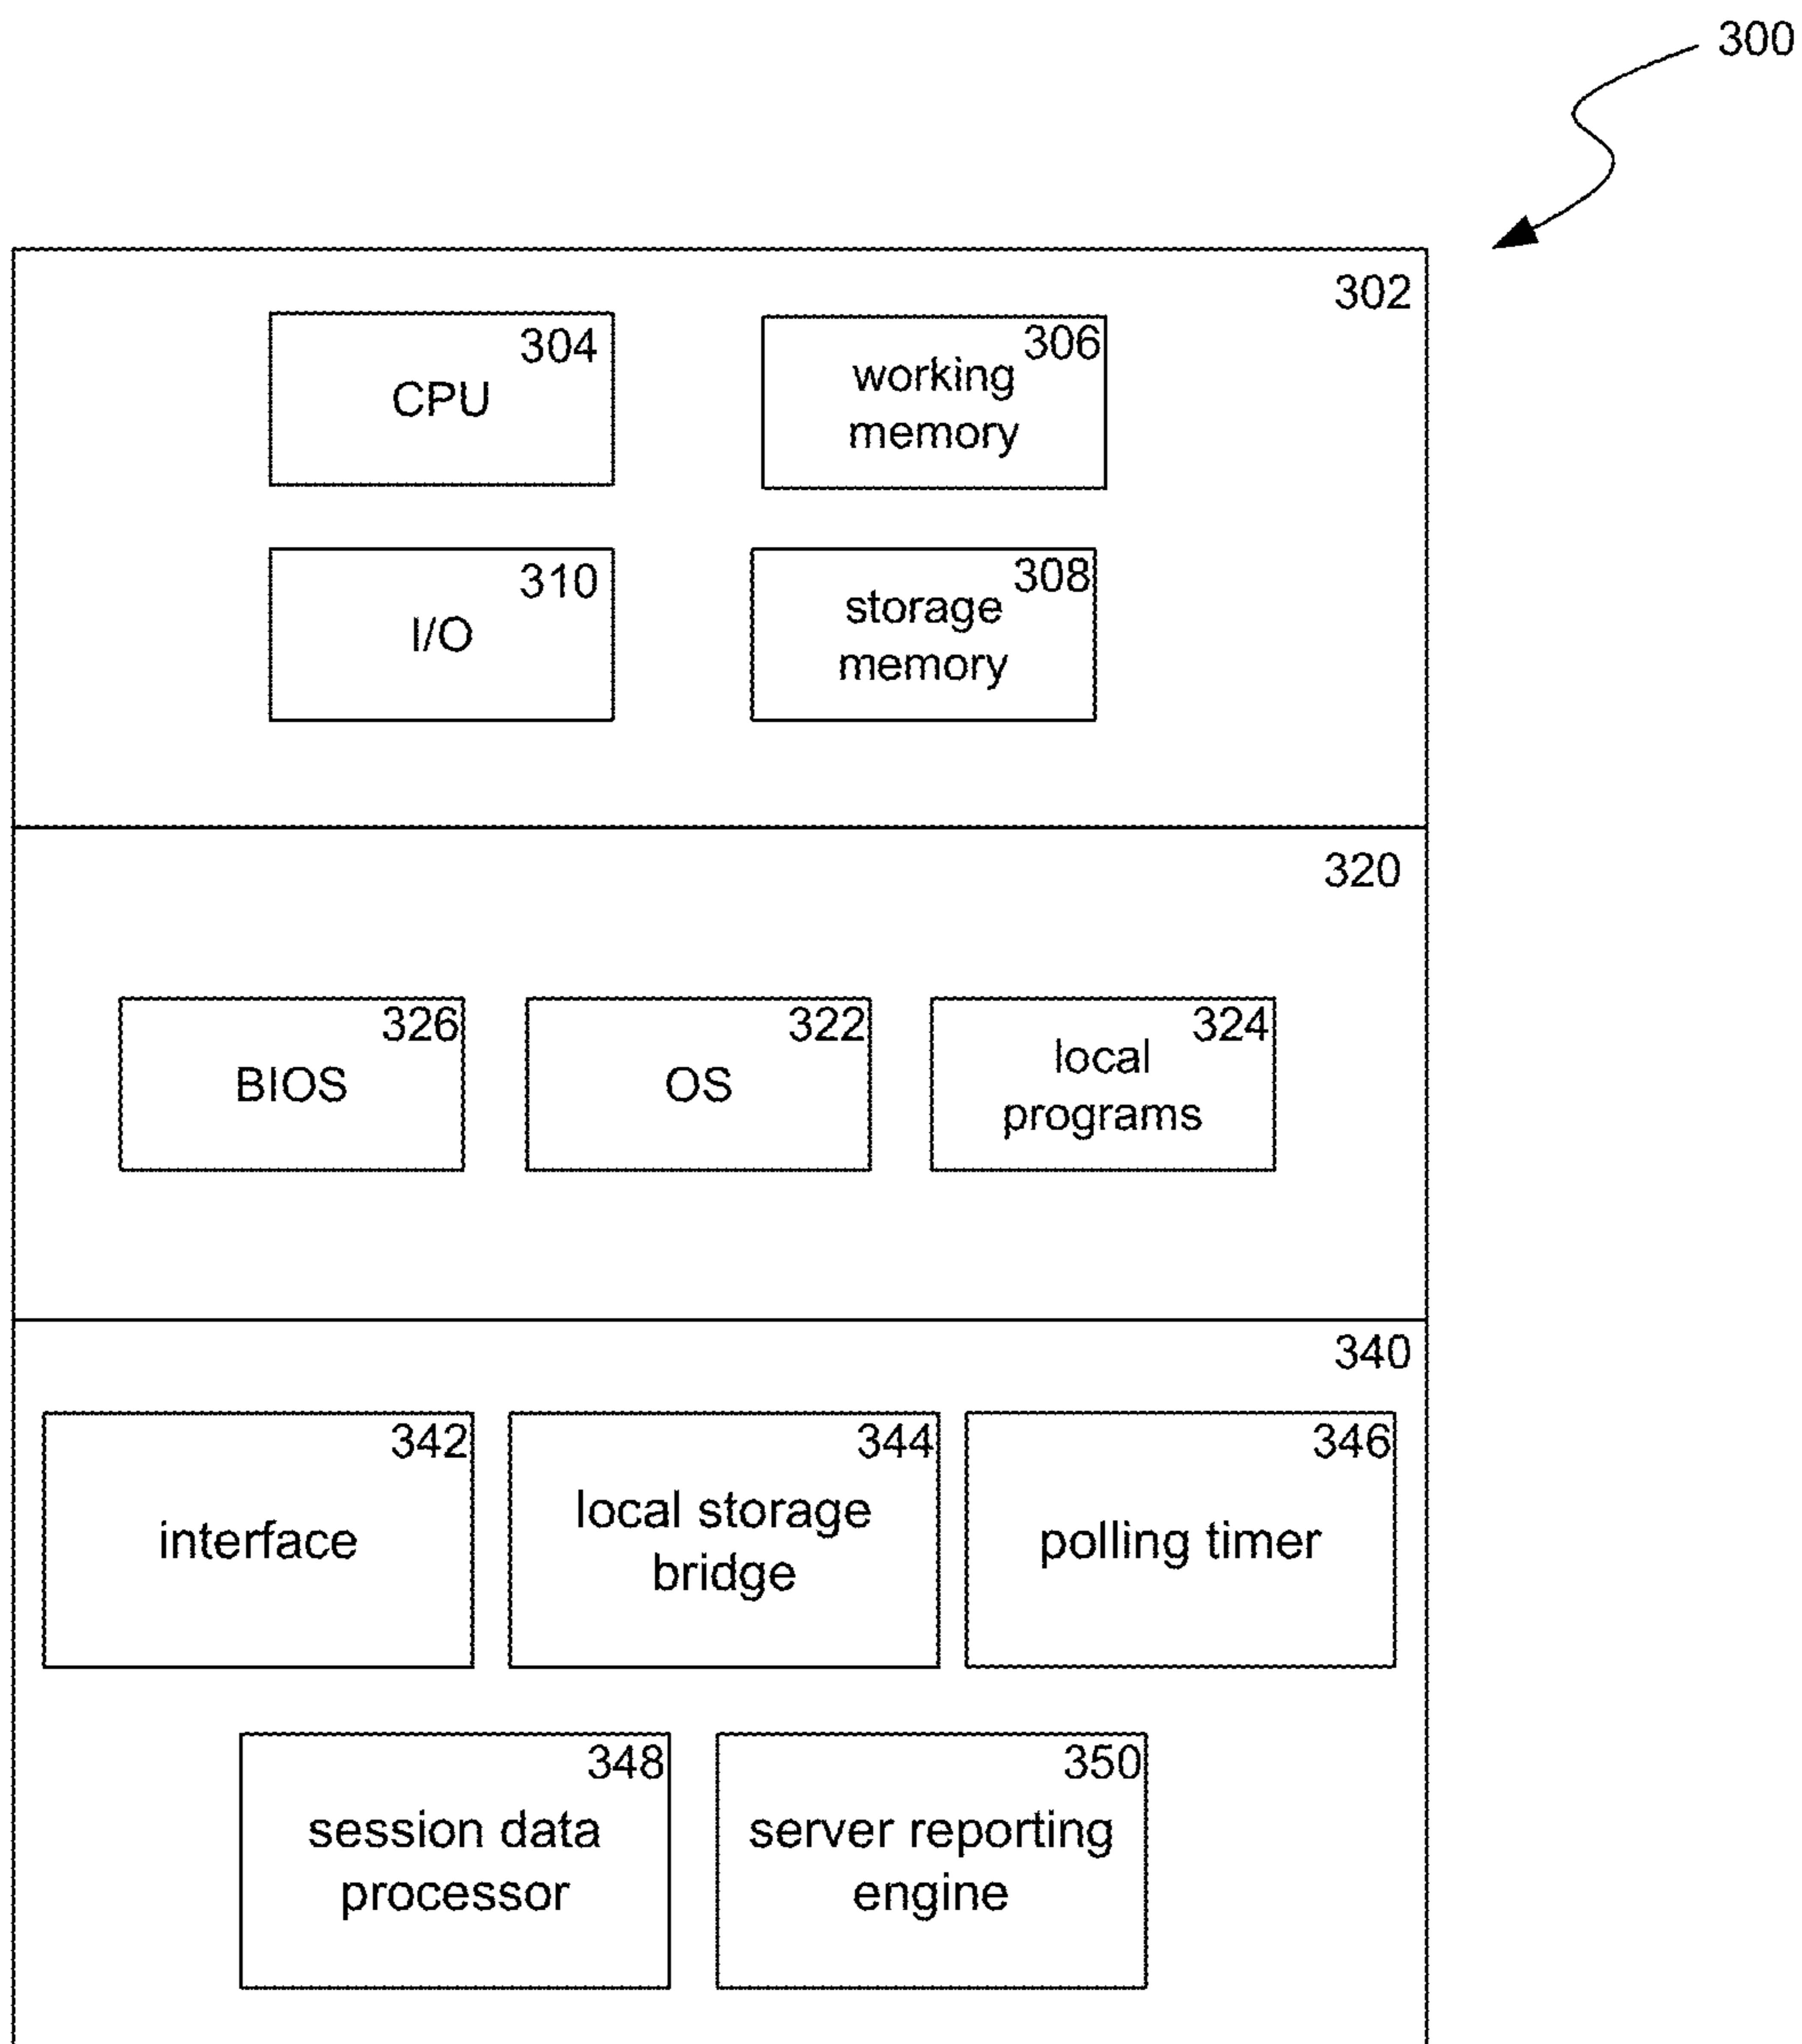 300
302
304
CPU
306
working
memory
310
I/O
308
storage
memory
320
326
BIOS
322
OS
324
local
programs
340
342
interface
344
local storage
bridge
346
polling timer
348
session data
processor
350
server reporting
engine